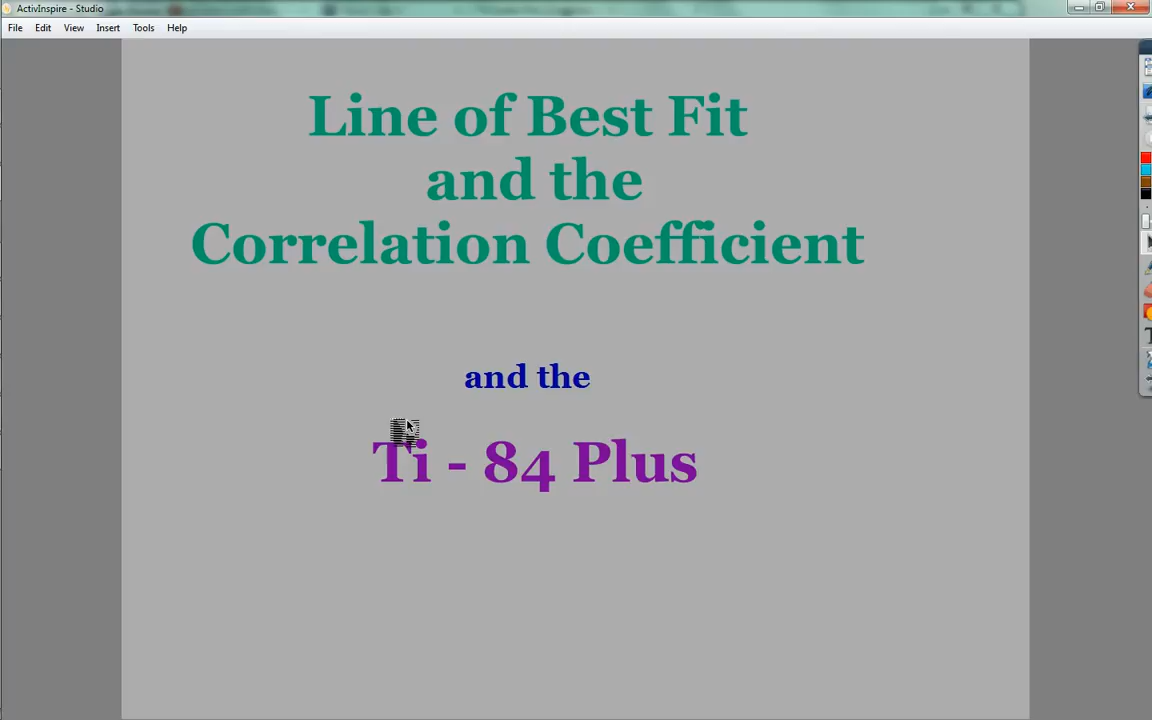 ActivInspire - Studio
File Edit View Insert Tools Help
Line of Best Fit
and the
Correlation Coefficient
and the
Ti - 84 Plus